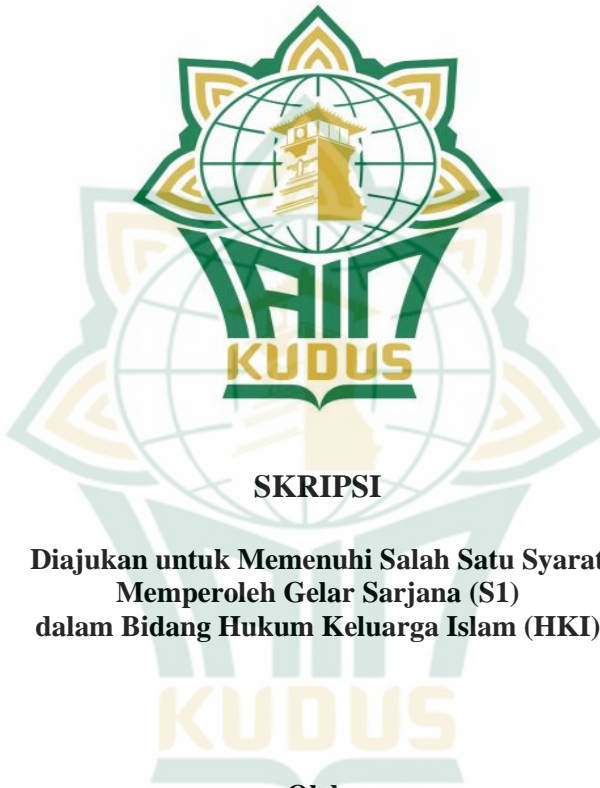 IAIN
KUDUS
SKRIPSI
Diajukan untuk Memenuhi Salah Satu Syarat
Memperoleh Gelar Sarjana (S1)
dalam Bidang Hukum Keluarga Islam (HKI)
KUDUS